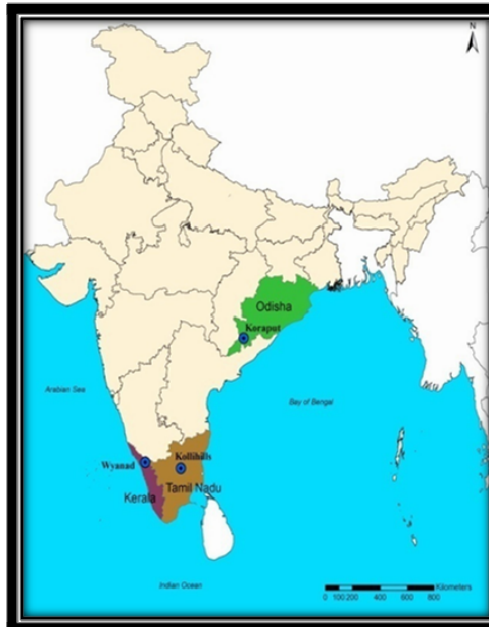 N
Odisha
Koraput
Arabian Sea
Bay of Bengal
Wyanad
Kollihills
Kerala
Tamil Nadu
Indian Ocean
Kilometers
0 100 200 400 600 800